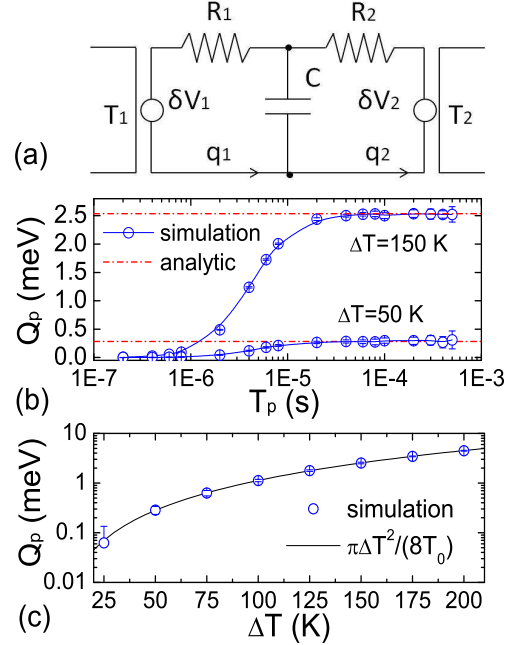 R₁ R₂
C
T₁ δV₁ δV₂ T₂
q₁ q₂
(a)
2.5
2.0
1.5
1.0
0.5
0.0
Qₚ (meV)
simulation
analytic
ΔT=150 K
ΔT=50 K
1E-7 1E-6 1E-5 1E-4 1E-3
Tₚ (s)
(b)
10
1
0.1
0.01
Qₚ (meV)
simulation
πΔT²/(8T₀)
25 50 75 100 125 150 175 200
ΔT (K)
(c)